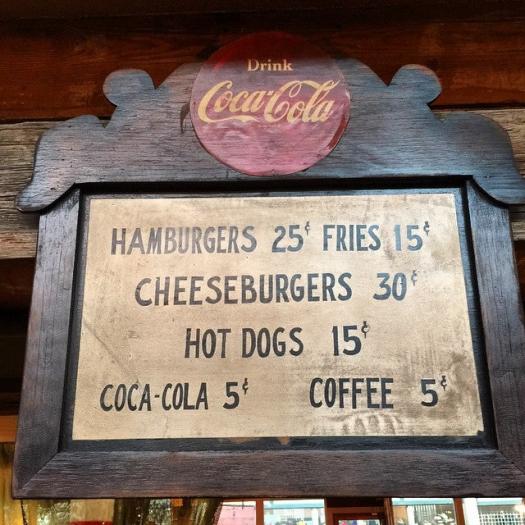 Drink
Coca-Cola
HAMBURGERS 25¢ FRIES 15¢
CHEESEBURGERS 30¢
HOT DOGS 15¢
COCA-COLA 5¢ COFFEE 5¢